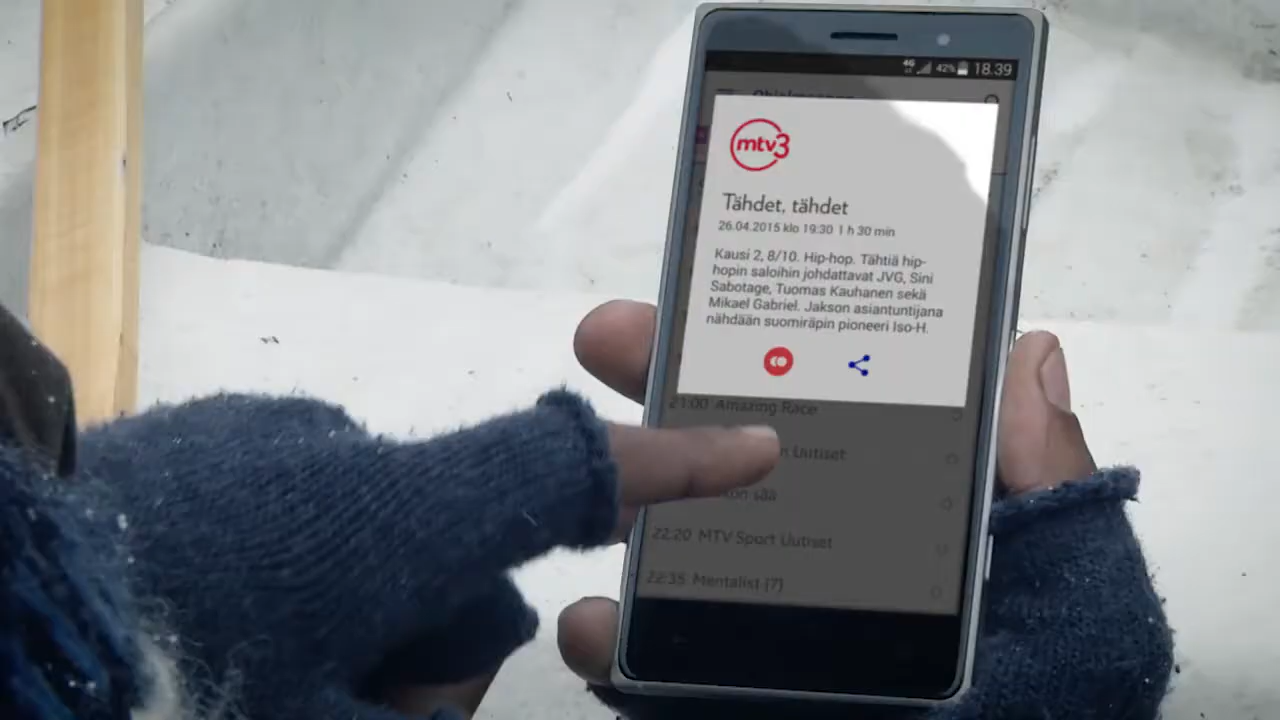 4G 42% 18.39
Ohjelmaopas
mtv3
Tähdet, tähdet
26.04.2015 klo 19:30 1 h 30 min
Kausi 2, 8/10. Hip-hop. Tähtiä hip-
hopin saloihin johdattavat JVG, Sini
Sabotage, Tuomas Kauhanen sekä
Mikael Gabriel. Jakson asiantuntijana
nähdään suomiräpin pioneeri Iso-H.
21:00 Amazing Race
n Uutiset
sää
22:20 MTV Sport Uutiset
22:35 Mentalist (7)